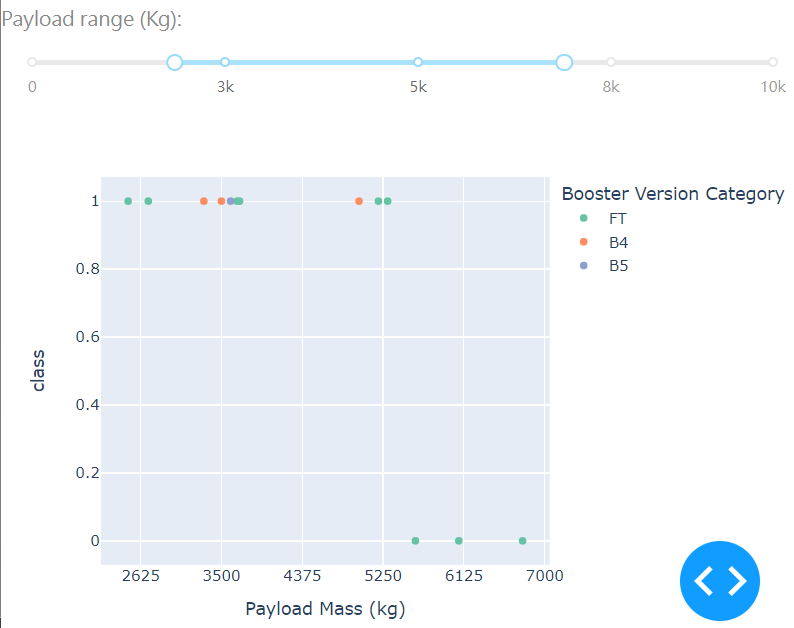 Payload range (Kg):
0 3k 5k 8k 10k
Booster Version Category
FT
B4
B5
1
0.8
0.6
0.4
0.2
0
class
2625 3500 4375 5250 6125 7000
Payload Mass (kg)